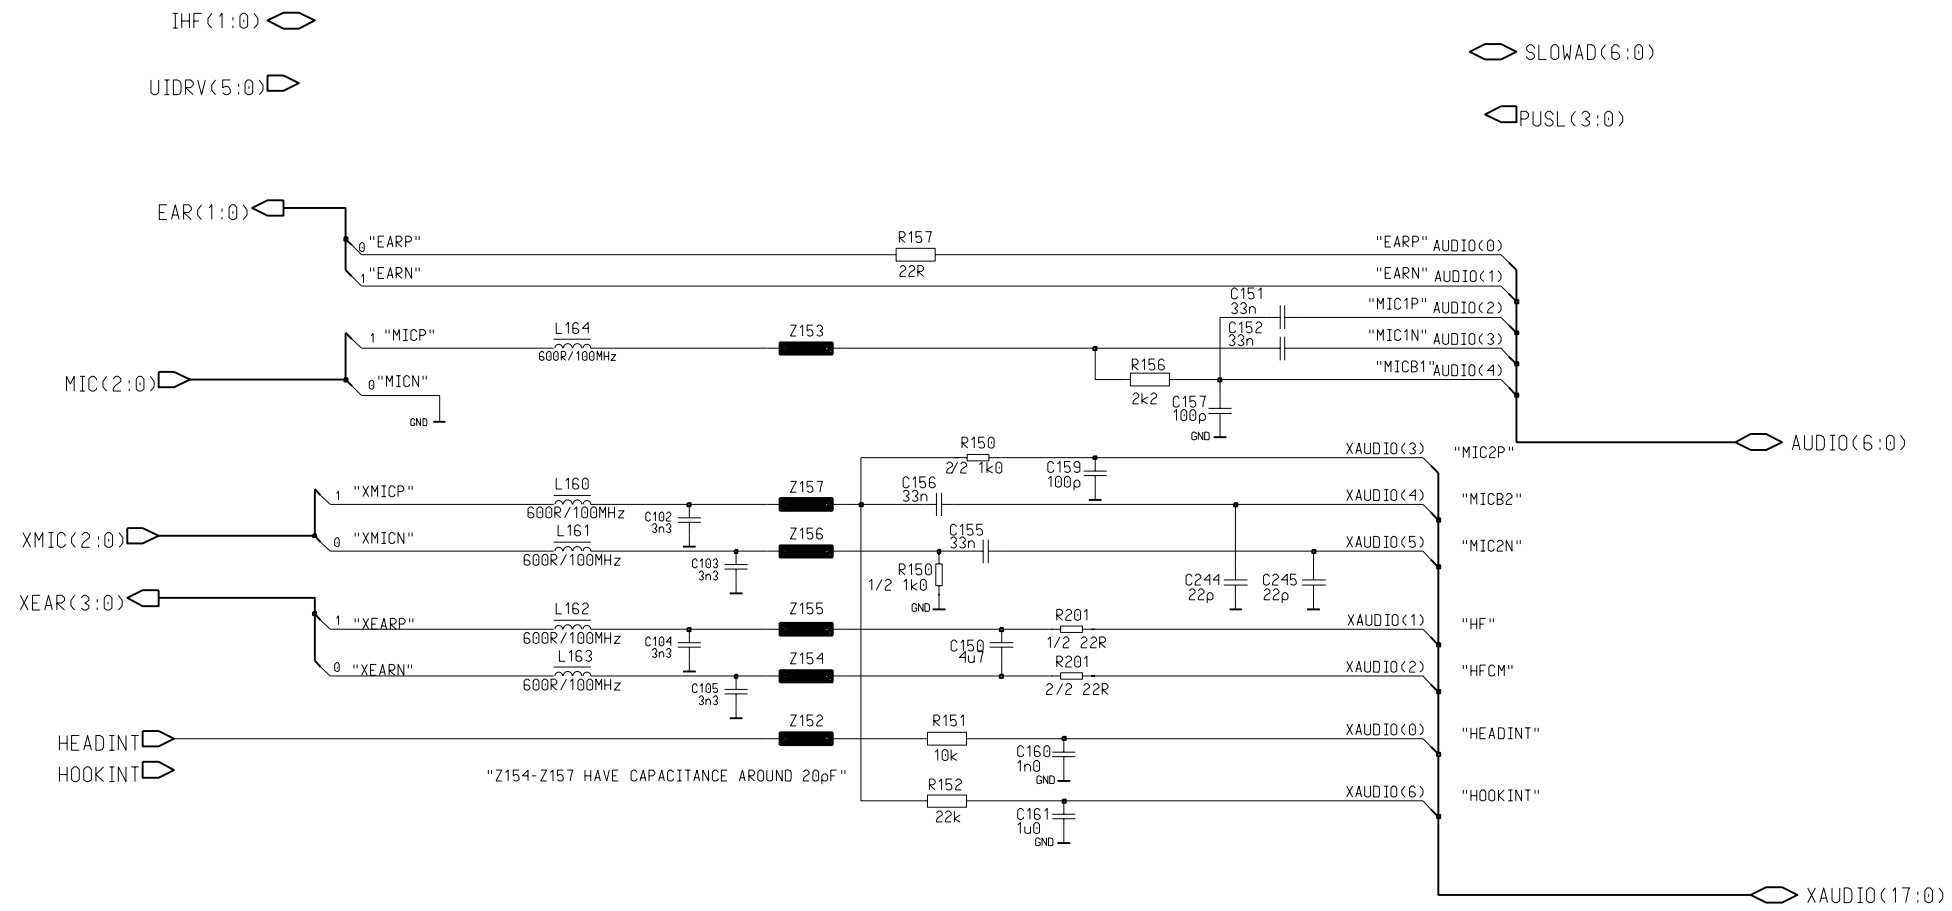 IHF(1:0)
SLOWAD(6:0)
UIDRV(5:0)
PUSL(3:0)
EAR(1:0)
0 "EARP"
R157
22R
"EARP" AUDIO(0)
1 "EARN"
"EARN" AUDIO(1)
C151
33n
"MIC1P" AUDIO(2)
1 "MICP"
L164
600R/100MHz
Z153
C152
33n
"MIC1N" AUDIO(3)
MIC(2:0)
0 "MICN"
GND
R156
2k2
"MICB1" AUDIO(4)
C157
100p
GND
AUDIO(6:0)
R150
2/2 1k0
C159
100p
XAUDIO(3)
"MIC2P"
1 "XMICP"
L160
600R/100MHz
C102
3n3
Z157
C156
33n
XAUDIO(4)
"MICB2"
XMIC(2:0)
0 "XMICN"
L161
600R/100MHz
C103
3n3
Z156
C155
33n
XAUDIO(5)
"MIC2N"
R150
1/2 1k0
GND
C244
22p
C245
22p
XEAR(3:0)
1 "XEARP"
L162
600R/100MHz
C104
3n3
Z155
C150
4u7
R201
1/2 22R
XAUDIO(1)
"HF"
0 "XEARN"
L163
600R/100MHz
C105
3n3
Z154
R201
2/2 22R
XAUDIO(2)
"HFCM"
HEADINT
Z152
R151
10k
C160
1n0
GND
XAUDIO(0)
"HEADINT"
HOOKINT
"Z154-Z157 HAVE CAPACITANCE AROUND 20pF"
R152
22k
C161
1u0
GND
XAUDIO(6)
"HOOKINT"
XAUDIO(17:0)